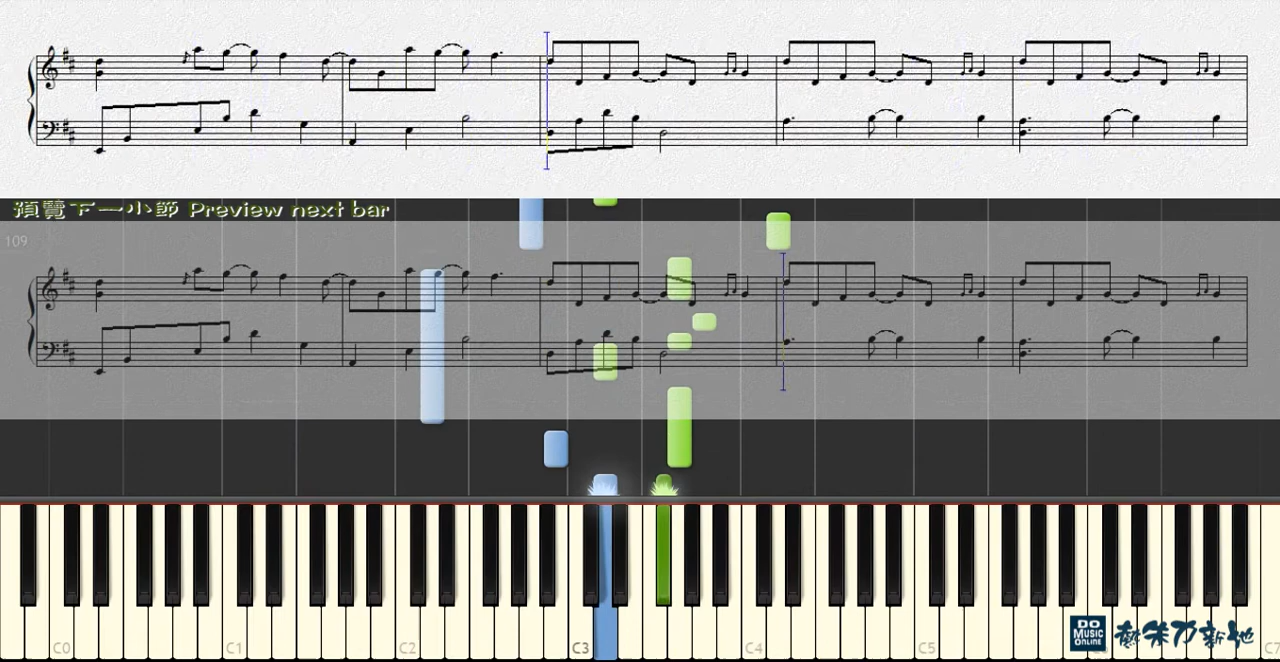 預覽下一小節 Preview next bar
109
C0 C1 C2 C3 C4 C5 C7
DO
MUSIC
ONLINE